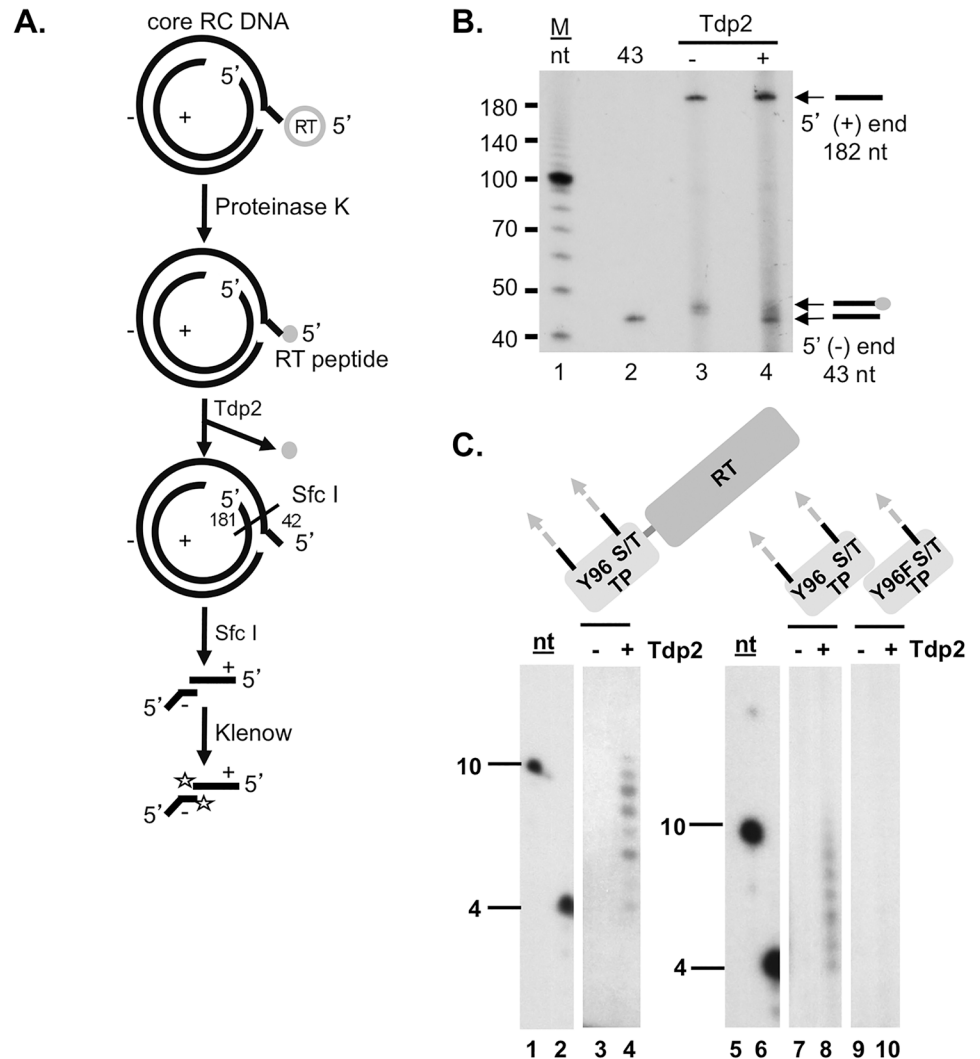 A.
core RC DNA
5'
-
+
RT
5'
Proteinase K
5'
-
+
5'
RT peptide
Tdp2
5'
Sfc I
181
42
-
+
5'
Sfc I
+
5'
5'
-
Klenow
+
5'
5'
-
B.
M
Tdp2
nt
43
-
+
180
140
100
70
50
40
5' (+) end
182 nt
5' (-) end
43 nt
1 2 3 4
C.
RT
Y96 S/T
TP
Y96 S/T
TP
Y96F S/T
TP
nt
- +
Tdp2
nt
- +
- +
Tdp2
10
4
10
4
1 2 3 4
5 6 7 8 9 10